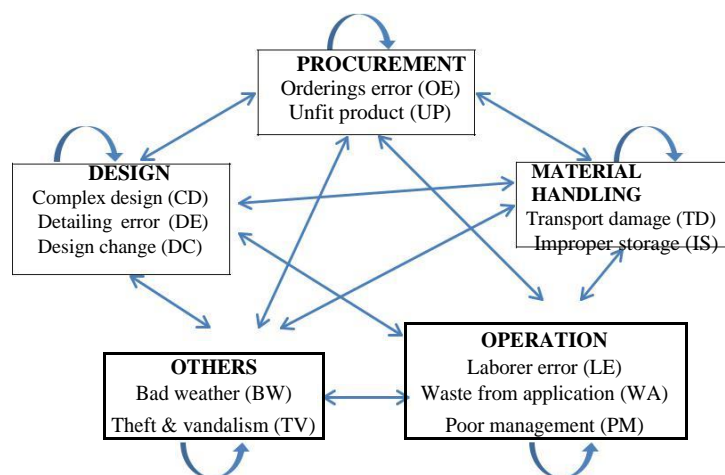 PROCUREMENT
Orderings error (OE)
Unfit product (UP)
DESIGN
Complex design (CD)
Detailing error (DE)
Design change (DC)
MATERIAL
HANDLING
Transport damage (TD)
Improper storage (IS)
OTHERS
Bad weather (BW)
Theft & vandalism (TV)
OPERATION
Laborer error (LE)
Waste from application (WA)
Poor management (PM)